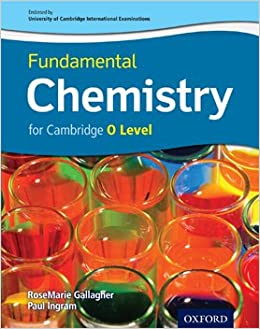 Endorsed by
University of Cambridge International Examinations
Fundamental
Chemistry
for Cambridge O Level
RoseMarie Gallagher
Paul Ingram
OXFORD